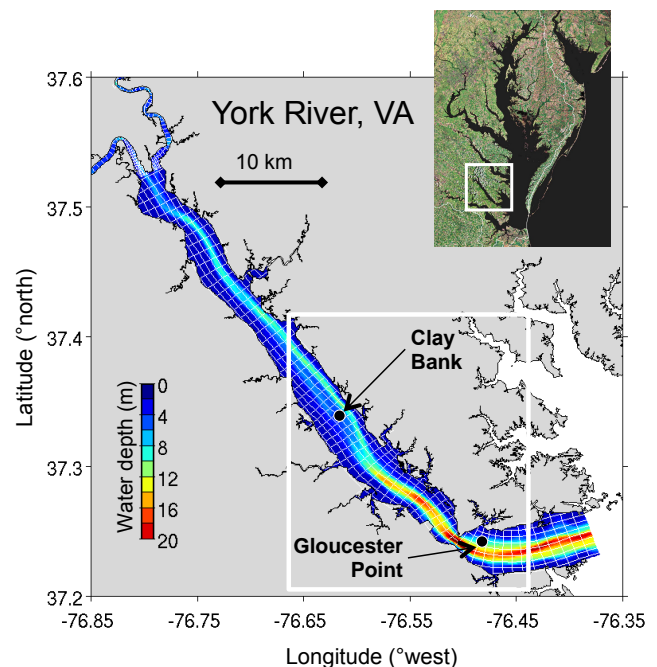 York River, VA
10 km
37.6
37.5
37.4
37.3
37.2
Latitude (°north)
Clay
Bank
Gloucester
Point
Water depth (m)
0
4
8
12
16
20
-76.85
-76.75
-76.65
-76.55
-76.44
-76.35
Longitude (°west)